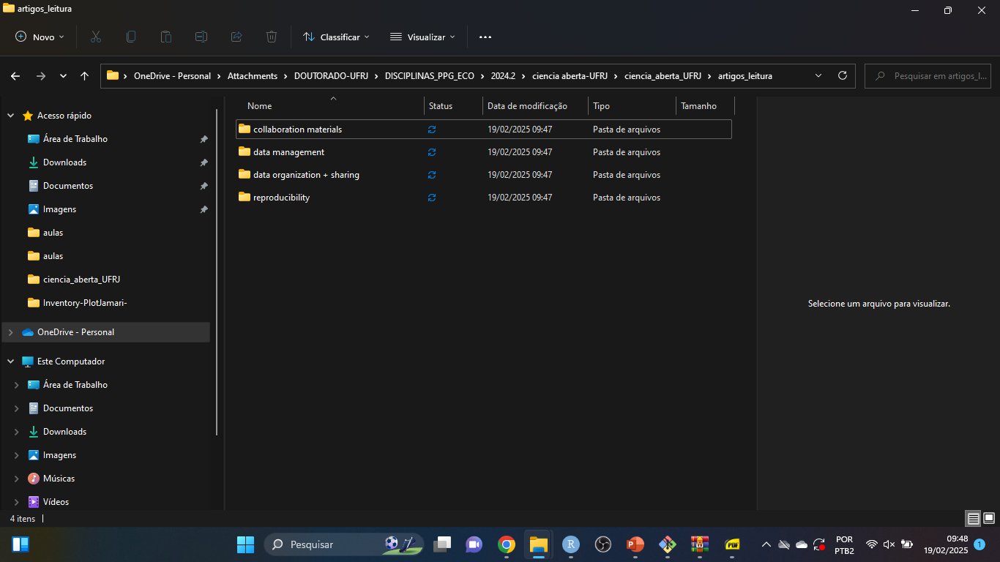 artigos_leitura
Novo
Classificar
Visualizar
OneDrive - Personal
Attachments
DOUTORADO-UFRJ
DISCIPLINAS_PPG_ECO
2024.2
ciencia aberta-UFRJ
ciencia_aberta_UFRJ
artigos_leitura
Pesquisar em artigos_l...
Acesso rápido
Área de Trabalho
Downloads
Documentos
Imagens
aulas
aulas
ciencia_aberta_UFRJ
Inventory-PlotJamari-
OneDrive - Personal
Este Computador
Área de Trabalho
Documentos
Downloads
Imagens
Músicas
Vídeos
Nome Status Data de modificação Tipo Tamanho
collaboration materials 19/02/2025 09:47 Pasta de arquivos
data management 19/02/2025 09:47 Pasta de arquivos
data organization + sharing 19/02/2025 09:47 Pasta de arquivos
reproducibility 19/02/2025 09:47 Pasta de arquivos
Selecione um arquivo para visualizar.
4 itens
Pesquisar
R
P
PDF
POR
PTB2
09:48
19/02/2025
1